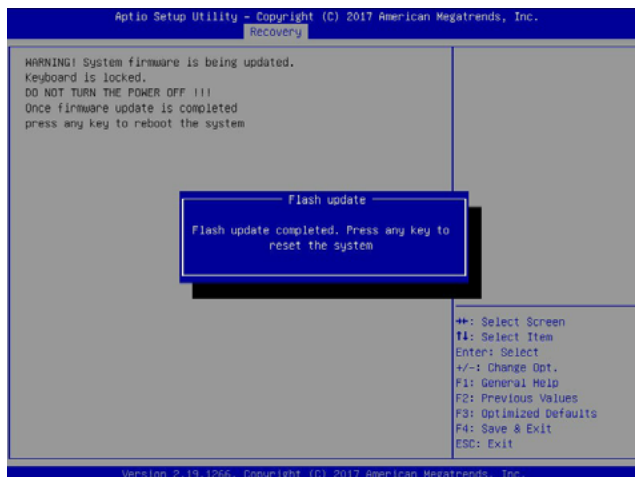 Aptio Setup Utility – Copyright (C) 2017 American Megatrends, Inc.
Recovery
WARNING! System firmware is being updated.
Keyboard is locked.
DO NOT TURN THE POWER OFF !!!
Once firmware update is completed
press any key to reboot the system
Flash update
Flash update completed. Press any key to
reset the system
→←: Select Screen
↑↓: Select Item
Enter: Select
+/-: Change Opt.
F1: General Help
F2: Previous Values
F3: Optimized Defaults
F4: Save & Exit
ESC: Exit
Version 2.19.1266. Copyright (C) 2017 American Megatrends, Inc.